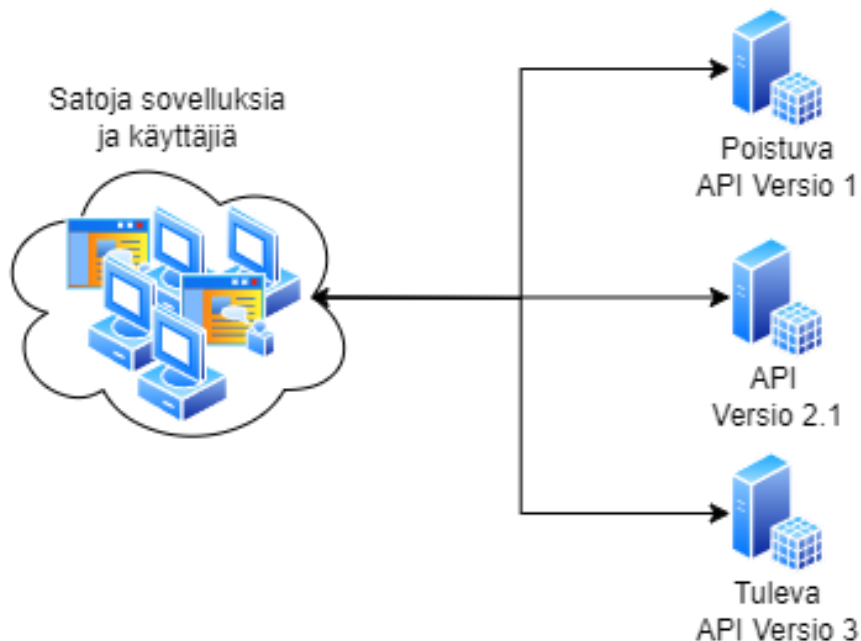 Satoja sovelluksia
ja käyttäjiä
Poistuva
API Versio 1
API
Versio 2.1
Tuleva
API Versio 3